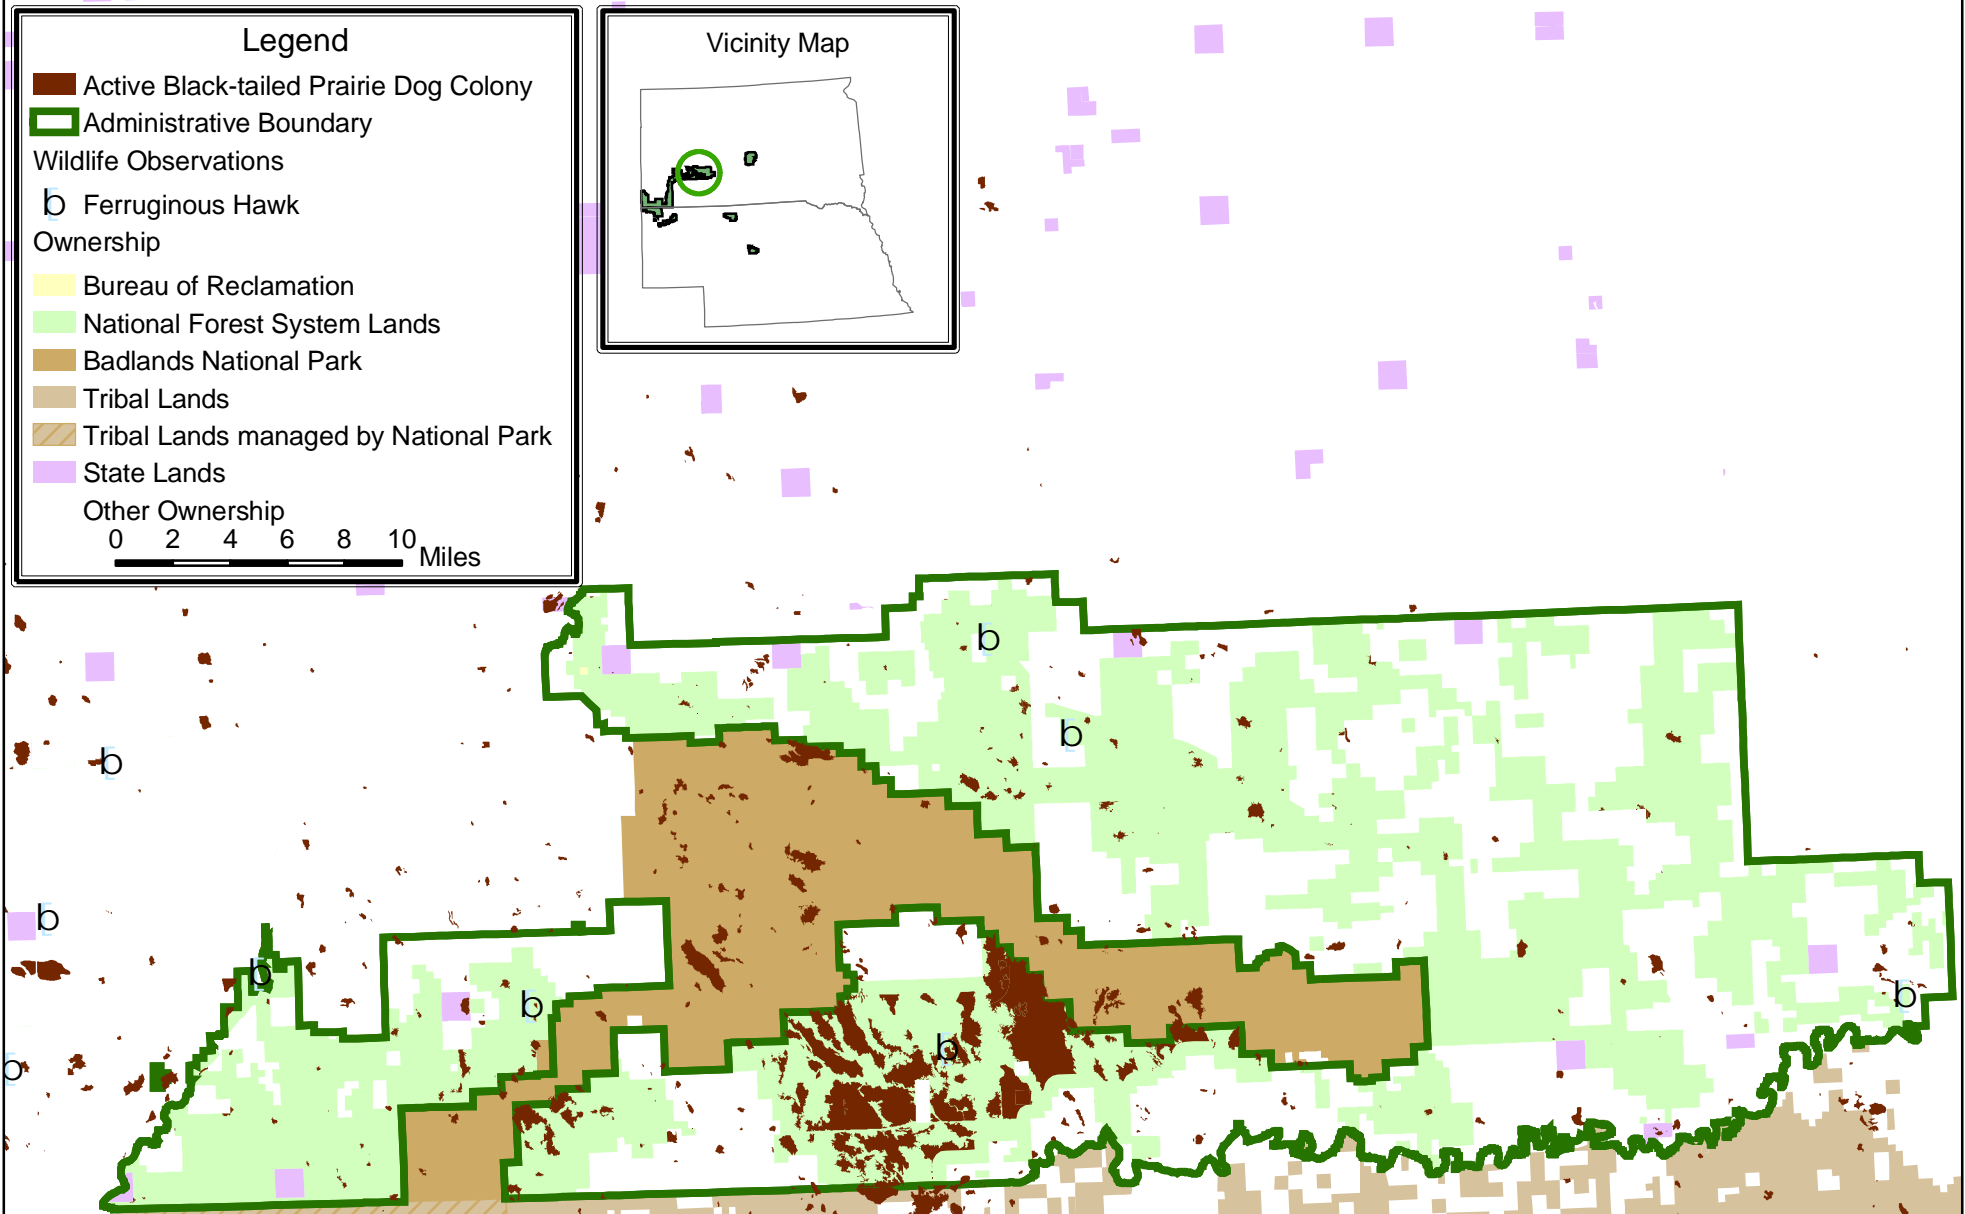 Legend
Active Black-tailed Prairie Dog Colony
Administrative Boundary
Wildlife Observations
b Ferruginous Hawk
Ownership
Bureau of Reclamation
National Forest System Lands
Badlands National Park
Tribal Lands
Tribal Lands managed by National Park
State Lands
Other Ownership
0 2 4 6 8 10 Miles
Vicinity Map
b
b
b
b
b
b
b
b
b